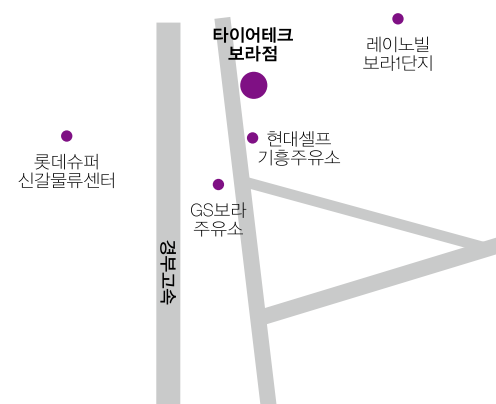 타이어테크
보라점
레이노빌
보라1단지
현대셀프
기흥주유소
롯데슈퍼
신갈물류센터
GS보라
주유소
경부고속